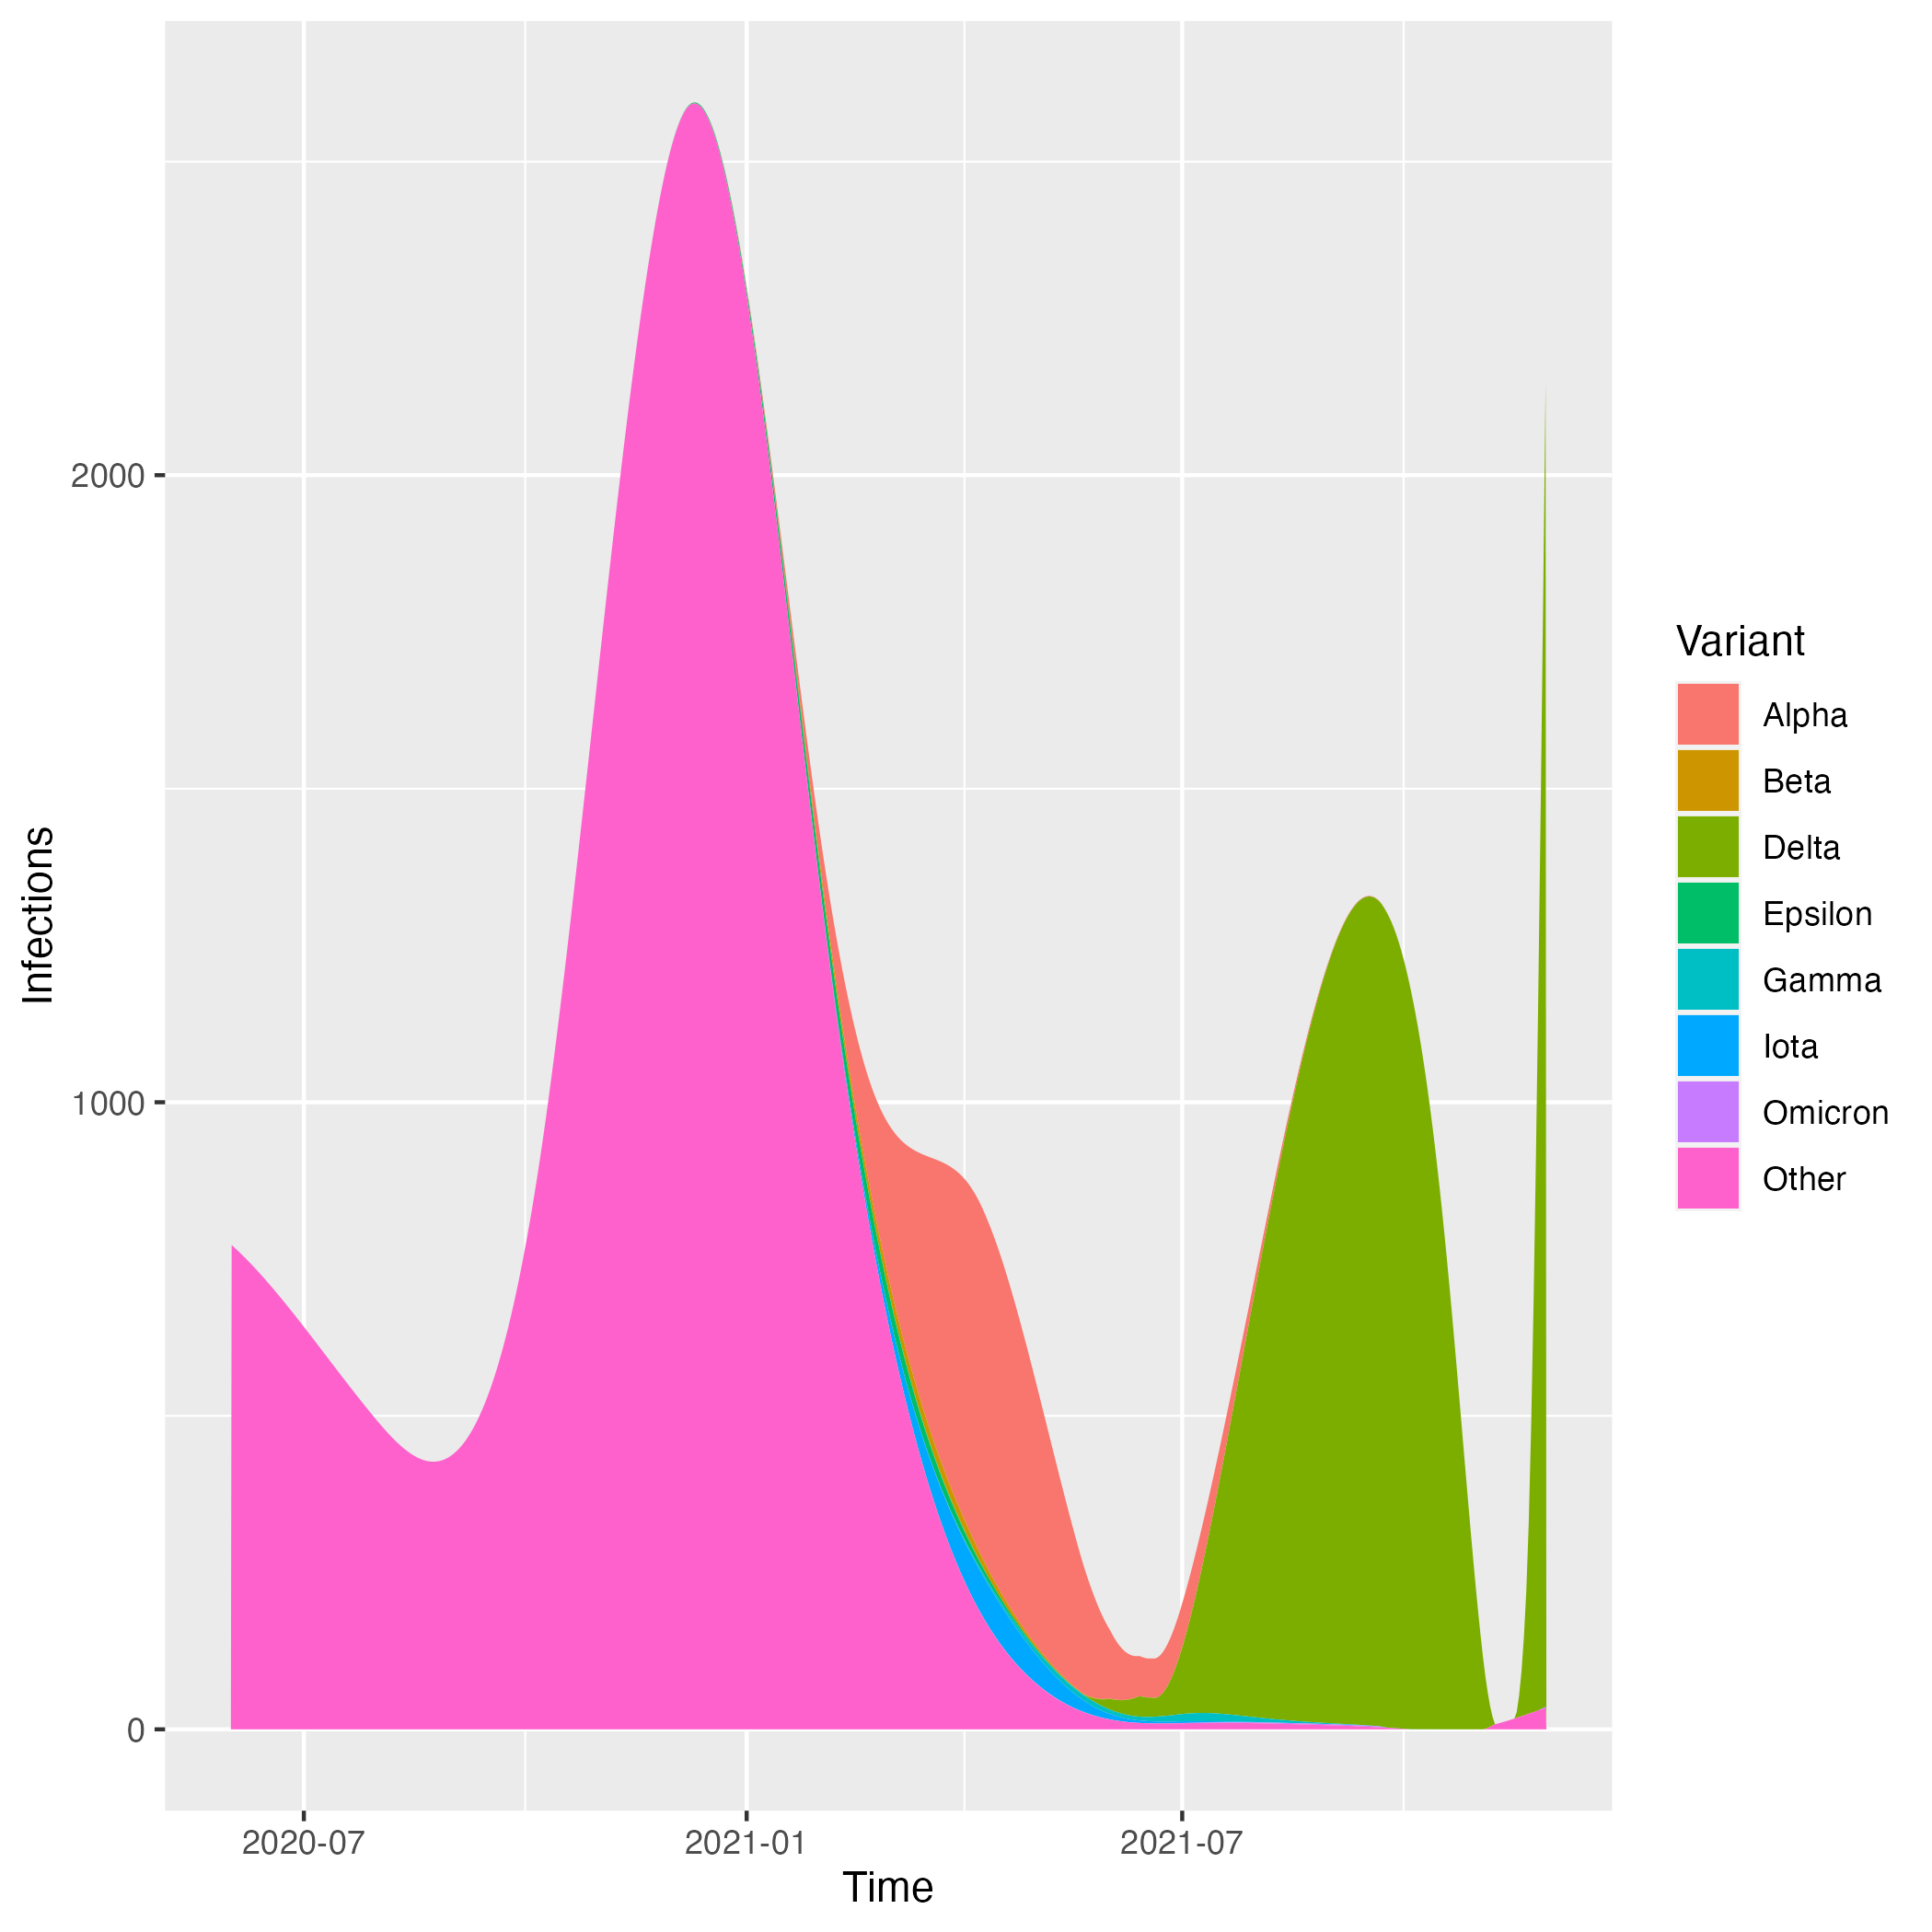 Infections
2000
1000
0
2020-07
2021-01
2021-07
Time
Variant
Alpha
Beta
Delta
Epsilon
Gamma
Iota
Omicron
Other